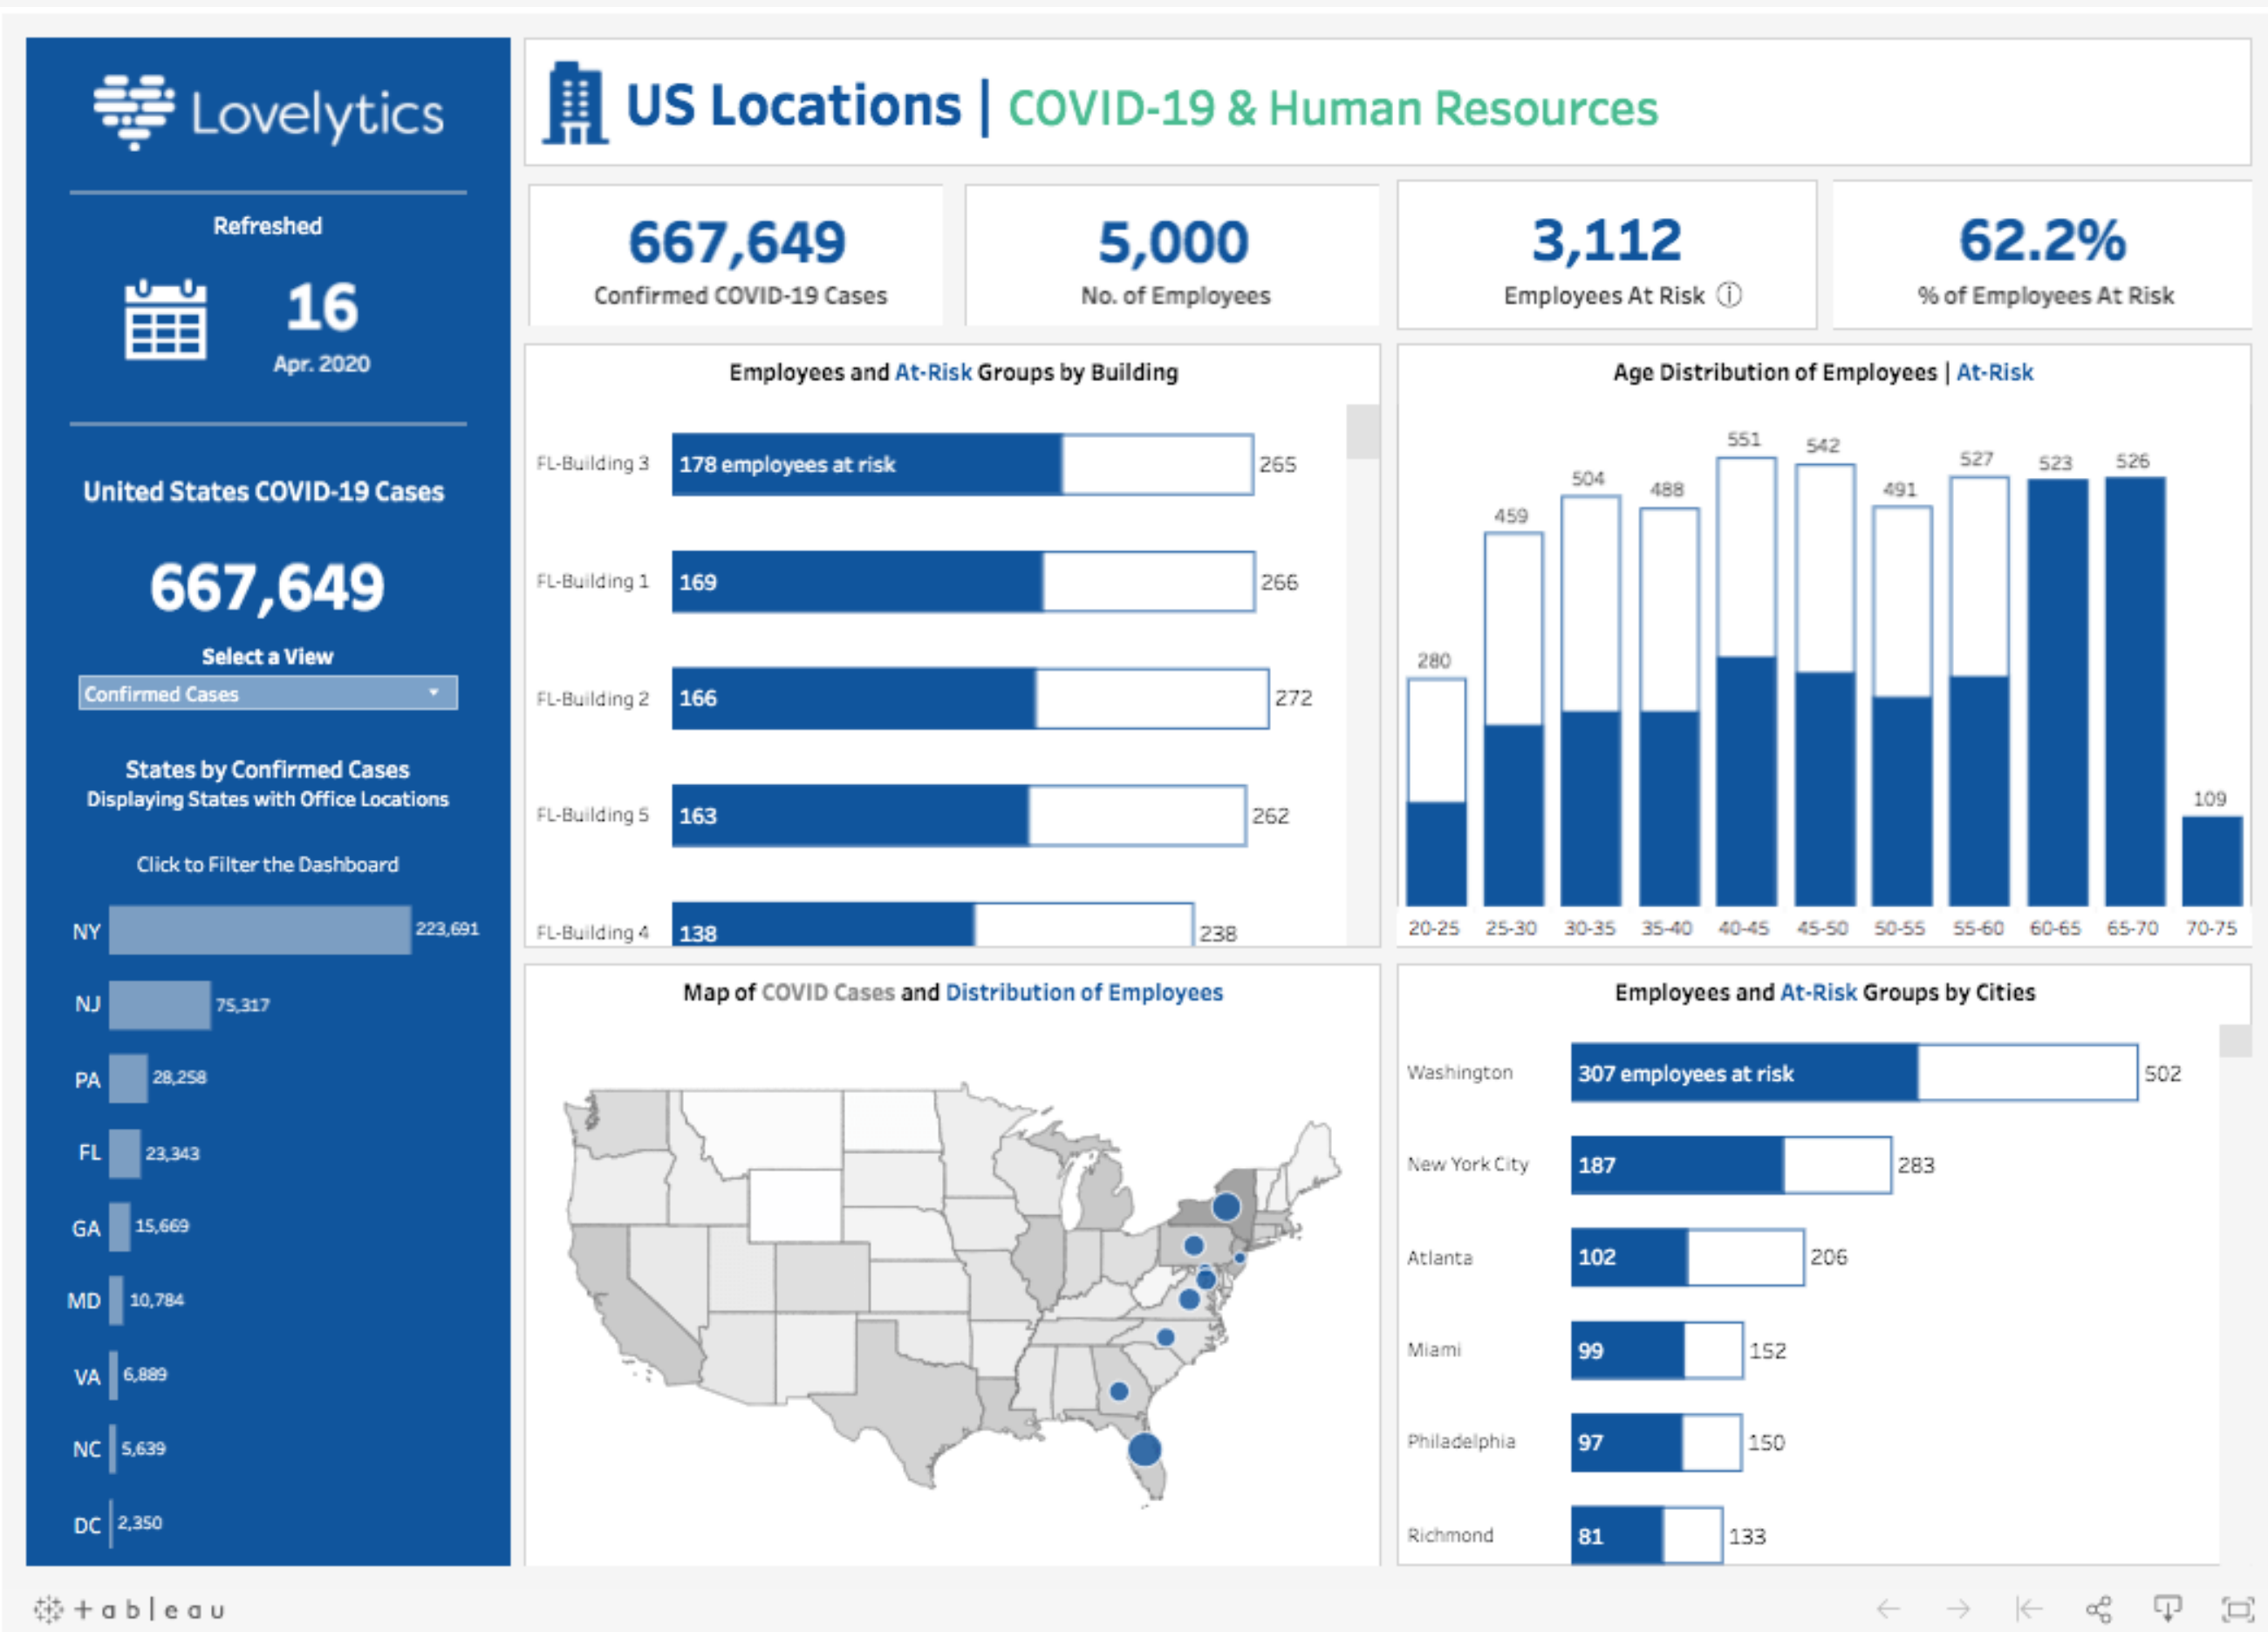 Lovelytics
Refreshed
16
Apr. 2020
United States COVID-19 Cases
667,649
Select a View
Confirmed Cases
States by Confirmed Cases
Displaying States with Office Locations
Click to Filter the Dashboard
NY 223,691
NJ 75,317
PA 28,258
FL 23,343
GA 15,669
MD 10,784
VA 6,889
NC 5,639
DC 2,350
US Locations | COVID-19 & Human Resources
667,649
Confirmed COVID-19 Cases
5,000
No. of Employees
3,112
Employees At Risk ⓘ
62.2%
% of Employees At Risk
Employees and At-Risk Groups by Building
FL-Building 3 178 employees at risk 265
FL-Building 1 169 266
FL-Building 2 166 272
FL-Building 5 163 262
FL-Building 4 138 238
Age Distribution of Employees | At-Risk
280 459 504 488 551 542 491 527 523 526 109
20-25 25-30 30-35 35-40 40-45 45-50 50-55 55-60 60-65 65-70 70-75
Map of COVID Cases and Distribution of Employees
Employees and At-Risk Groups by Cities
Washington 307 employees at risk 502
New York City 187 283
Atlanta 102 206
Miami 99 152
Philadelphia 97 150
Richmond 81 133
+ableau